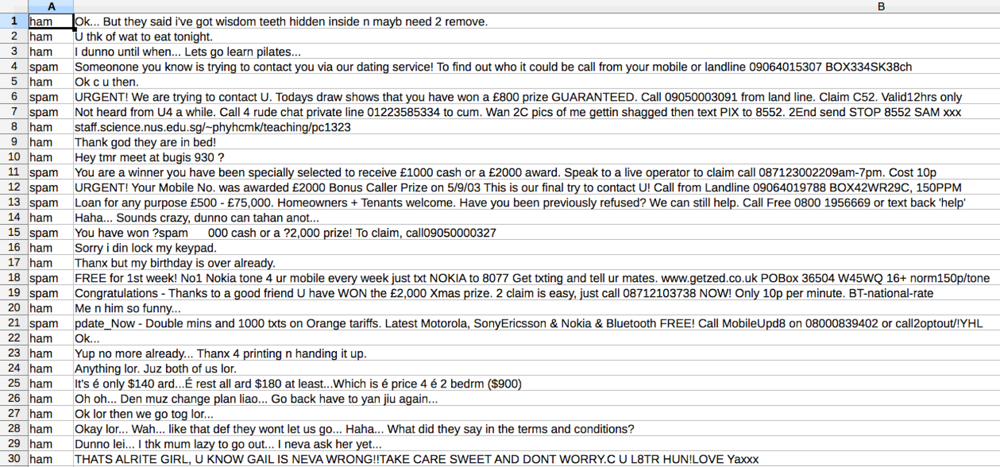 A B
1 ham Ok... But they said i've got wisdom teeth hidden inside n mayb need 2 remove.
2 ham U thk of wat to eat tonight.
3 ham I dunno until when... Lets go learn pilates...
4 spam Someonone you know is trying to contact you via our dating service! To find out who it could be call from your mobile or landline 09064015307 BOX334SK38ch
5 ham Ok c u then.
6 spam URGENT! We are trying to contact U. Todays draw shows that you have won a £800 prize GUARANTEED. Call 09050003091 from land line. Claim C52. Valid12hrs only
7 spam Not heard from U4 a while. Call 4 rude chat private line 01223585334 to cum. Wan 2C pics of me gettin shagged then text PIX to 8552. 2End send STOP 8552 SAM xxx
8 ham staff.science.nus.edu.sg/~phyhcmk/teaching/pc1323
9 ham Thank god they are in bed!
10 ham Hey tmr meet at bugis 930 ?
11 spam You are a winner you have been specially selected to receive £1000 cash or a £2000 award. Speak to a live operator to claim call 087123002209am-7pm. Cost 10p
12 spam URGENT! Your Mobile No. was awarded £2000 Bonus Caller Prize on 5/9/03 This is our final try to contact U! Call from Landline 09064019788 BOX42WR29C, 150PPM
13 spam Loan for any purpose £500 - £75,000. Homeowners + Tenants welcome. Have you been previously refused? We can still help. Call Free 0800 1956669 or text back 'help'
14 ham Haha... Sounds crazy, dunno can tahan anot...
15 spam You have won ?spam 000 cash or a ?2,000 prize! To claim, call09050000327
16 ham Sorry i din lock my keypad.
17 ham Thanx but my birthday is over already.
18 spam FREE for 1st week! No1 Nokia tone 4 ur mobile every week just txt NOKIA to 8077 Get txting and tell ur mates. www.getzed.co.uk POBox 36504 W45WQ 16+ norm150p/tone
19 spam Congratulations - Thanks to a good friend U have WON the £2,000 Xmas prize. 2 claim is easy, just call 08712103738 NOW! Only 10p per minute. BT-national-rate
20 ham Me n him so funny...
21 spam pdate_Now - Double mins and 1000 txts on Orange tariffs. Latest Motorola, SonyEricsson & Nokia & Bluetooth FREE! Call MobileUpd8 on 08000839402 or call2optout/!YHL
22 ham Ok...
23 ham Yup no more already... Thanx 4 printing n handing it up.
24 ham Anything lor. Juz both of us lor.
25 ham It's é only $140 ard...É rest all ard $180 at least...Which is é price 4 é 2 bedrm ($900)
26 ham Oh oh... Den muz change plan liao... Go back have to yan jiu again...
27 ham Ok lor then we go tog lor...
28 ham Okay lor... Wah... like that def they wont let us go... Haha... What did they say in the terms and conditions?
29 ham Dunno lei... I thk mum lazy to go out... I neva ask her yet...
30 ham THATS ALRITE GIRL, U KNOW GAIL IS NEVA WRONG!!TAKE CARE SWEET AND DONT WORRY.C U L8TR HUN!LOVE Yaxxx